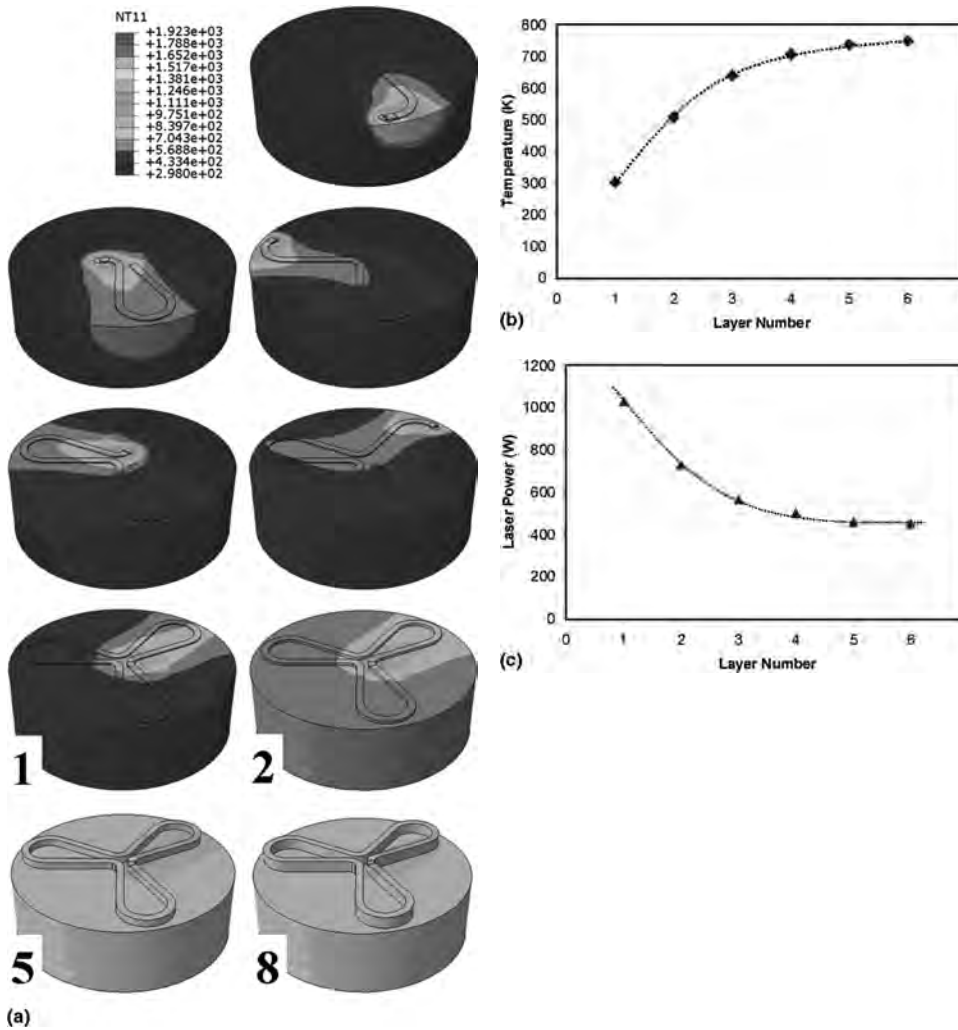 NT11
+1.923e+03
+1.788e+03
+1.652e+03
+1.517e+03
+1.381e+03
+1.246e+03
+1.111e+03
+9.751e+02
+8.397e+02
+7.043e+02
+5.688e+02
+4.334e+02
+2.980e+02
1
2
5
8
(a)
800
700
600
500
400
300
200
100
0
Temperature (K)
0 1 2 3 4 5 6
Layer Number
(b)
1200
1000
800
600
400
200
0
Laser Power (W)
0 1 2 3 4 5 6
Layer Number
(c)